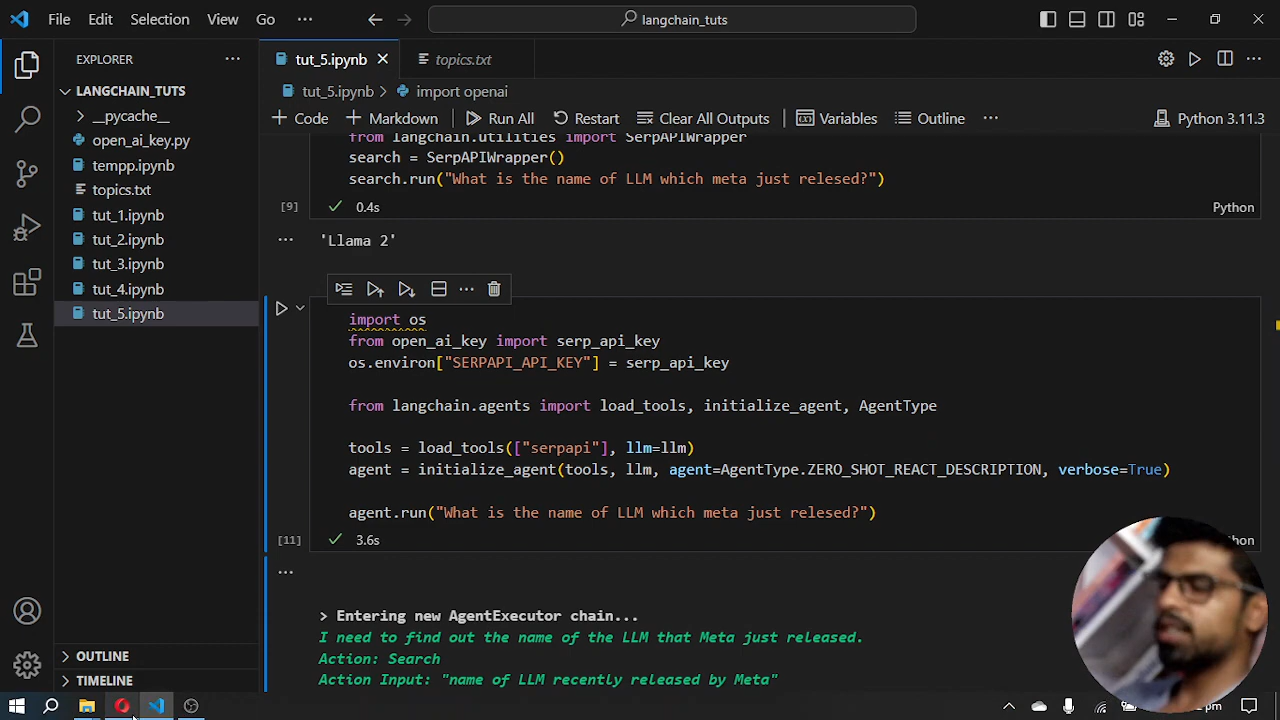 File Edit Selection View Go ··· langchain_tuts
EXPLORER ···
LANGCHAIN_TUTS
__pycache__
open_ai_key.py
tempp.ipynb
topics.txt
tut_1.ipynb
tut_2.ipynb
tut_3.ipynb
tut_4.ipynb
tut_5.ipynb
OUTLINE
TIMELINE
tut_5.ipynb topics.txt
tut_5.ipynb > import openai
+ Code + Markdown Run All Restart Clear All Outputs Variables Outline ··· Python 3.11.3
from langchain.utilities import SerpAPIWrapper
search = SerpAPIWrapper()
search.run("What is the name of LLM which meta just relesed?")
[9] 0.4s Python
'Llama 2'
import os
from open_ai_key import serp_api_key
os.environ["SERPAPI_API_KEY"] = serp_api_key
from langchain.agents import load_tools, initialize_agent, AgentType
tools = load_tools(["serpapi"], llm=llm)
agent = initialize_agent(tools, llm, agent=AgentType.ZERO_SHOT_REACT_DESCRIPTION, verbose=True)
agent.run("What is the name of LLM which meta just relesed?")
[11] 3.6s
> Entering new AgentExecutor chain...
I need to find out the name of the LLM that Meta just released.
Action: Search
Action Input: "name of LLM recently released by Meta"